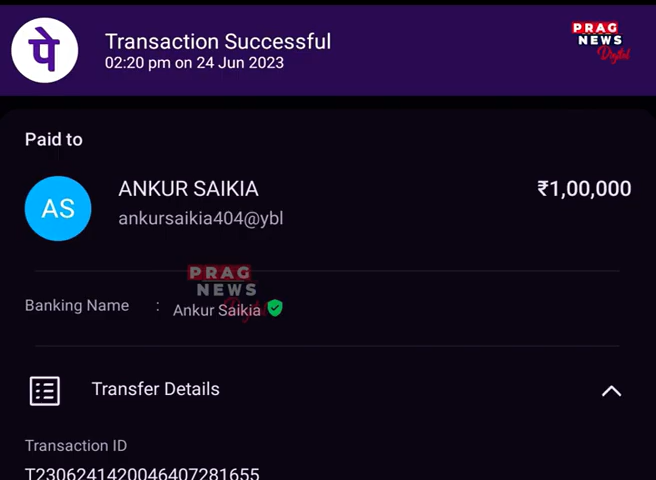 पे
Transaction Successful
02:20 pm on 24 Jun 2023
PRAG
NEWS
Digital
Paid to
AS
ANKUR SAIKIA
₹1,00,000
ankursaikia404@ybl
PRAG
NEWS
Digital
Banking Name : Ankur Saikia
Transfer Details
Transaction ID
T2306241420046407281655